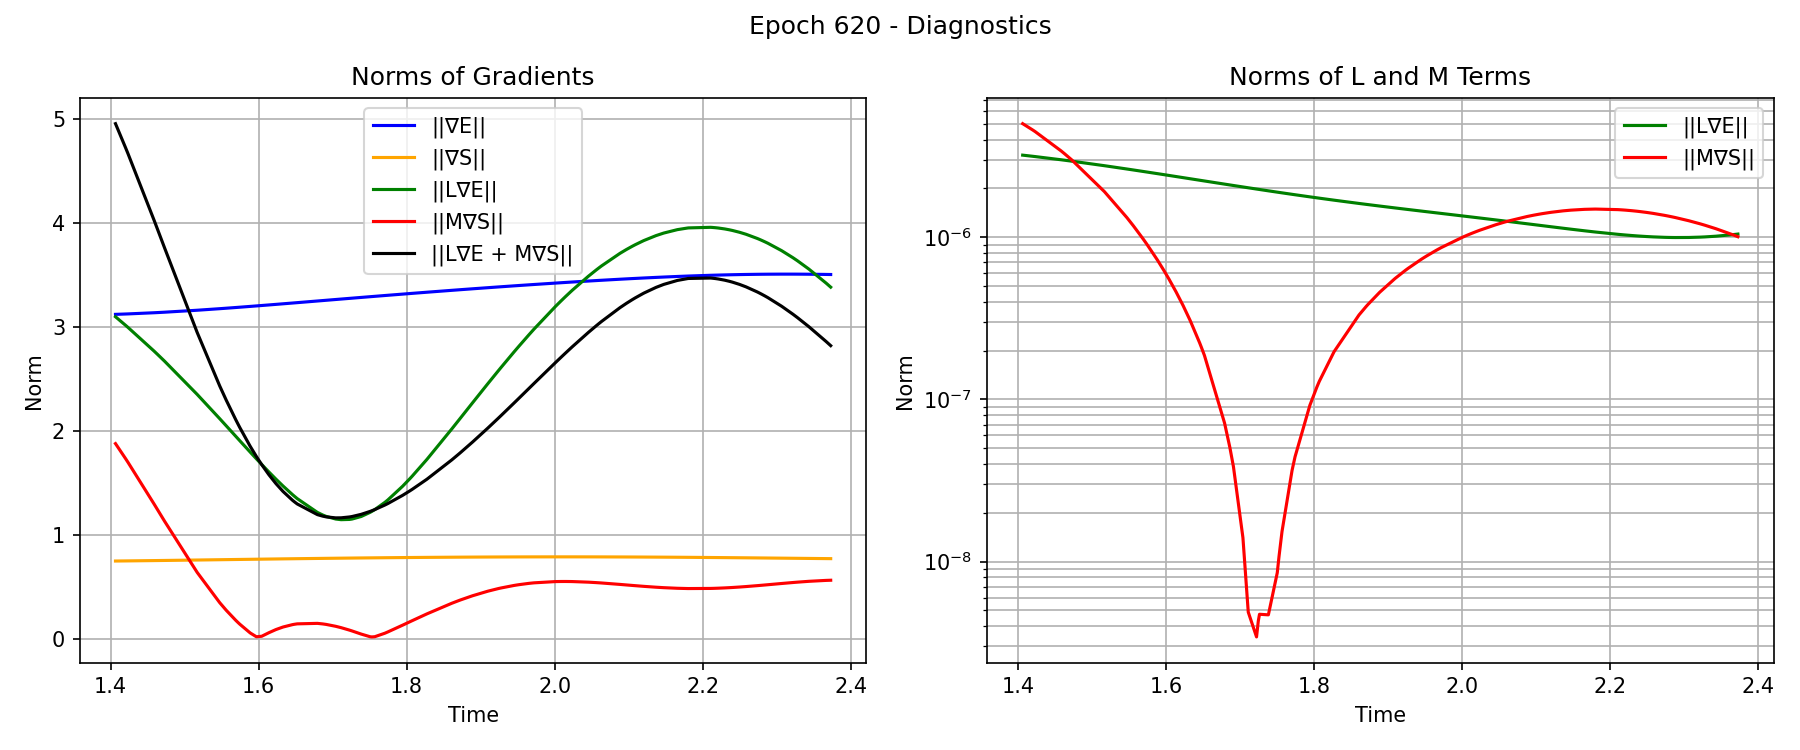 Epoch 620 - Diagnostics
Norms of Gradients
5
4
3
2
1
0
Norm
||∇E||
||∇S||
||L∇E||
||M∇S||
||L∇E + M∇S||
1.4 1.6 1.8 2.0 2.2 2.4
Time
Norms of L and M Terms
10⁻⁶
10⁻⁷
10⁻⁸
Norm
||L∇E||
||M∇S||
1.4 1.6 1.8 2.0 2.2 2.4
Time